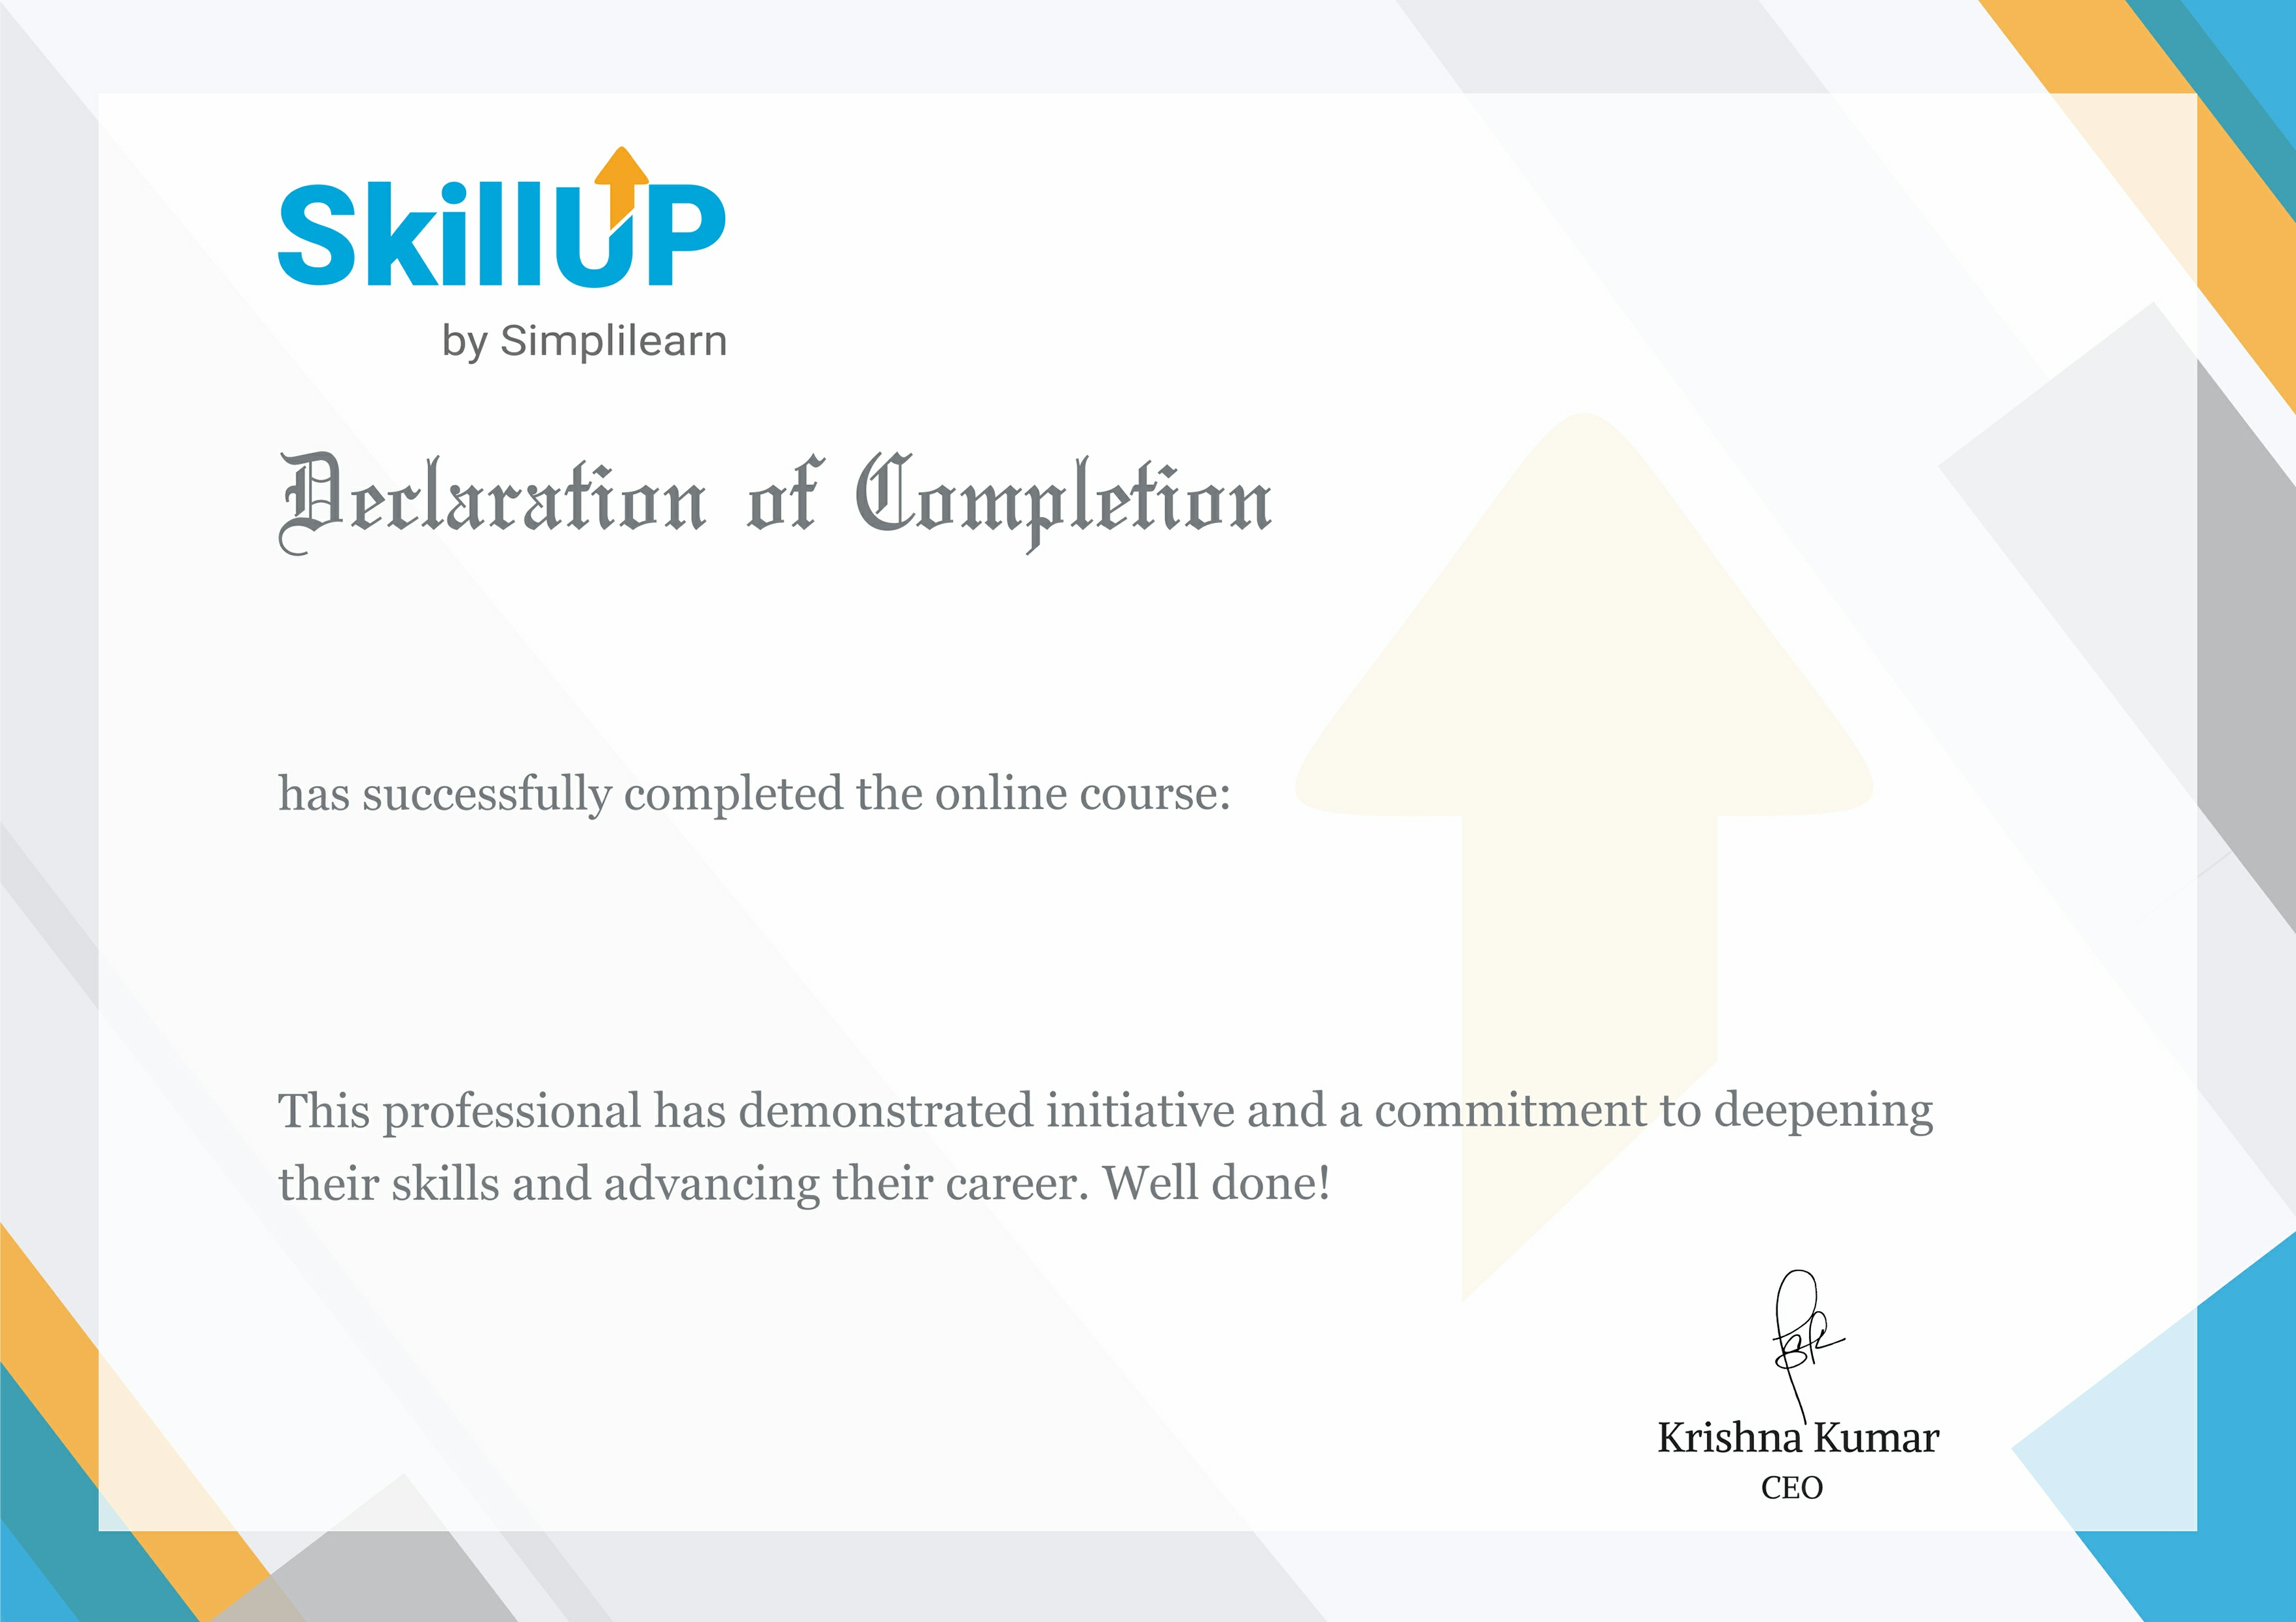 SkillUP
by Simplilearn
Declaration of Completion
has successfully completed the online course:
This professional has demonstrated initiative and a commitment to deepening
their skills and advancing their career. Well done!
Krishna Kumar
CEO